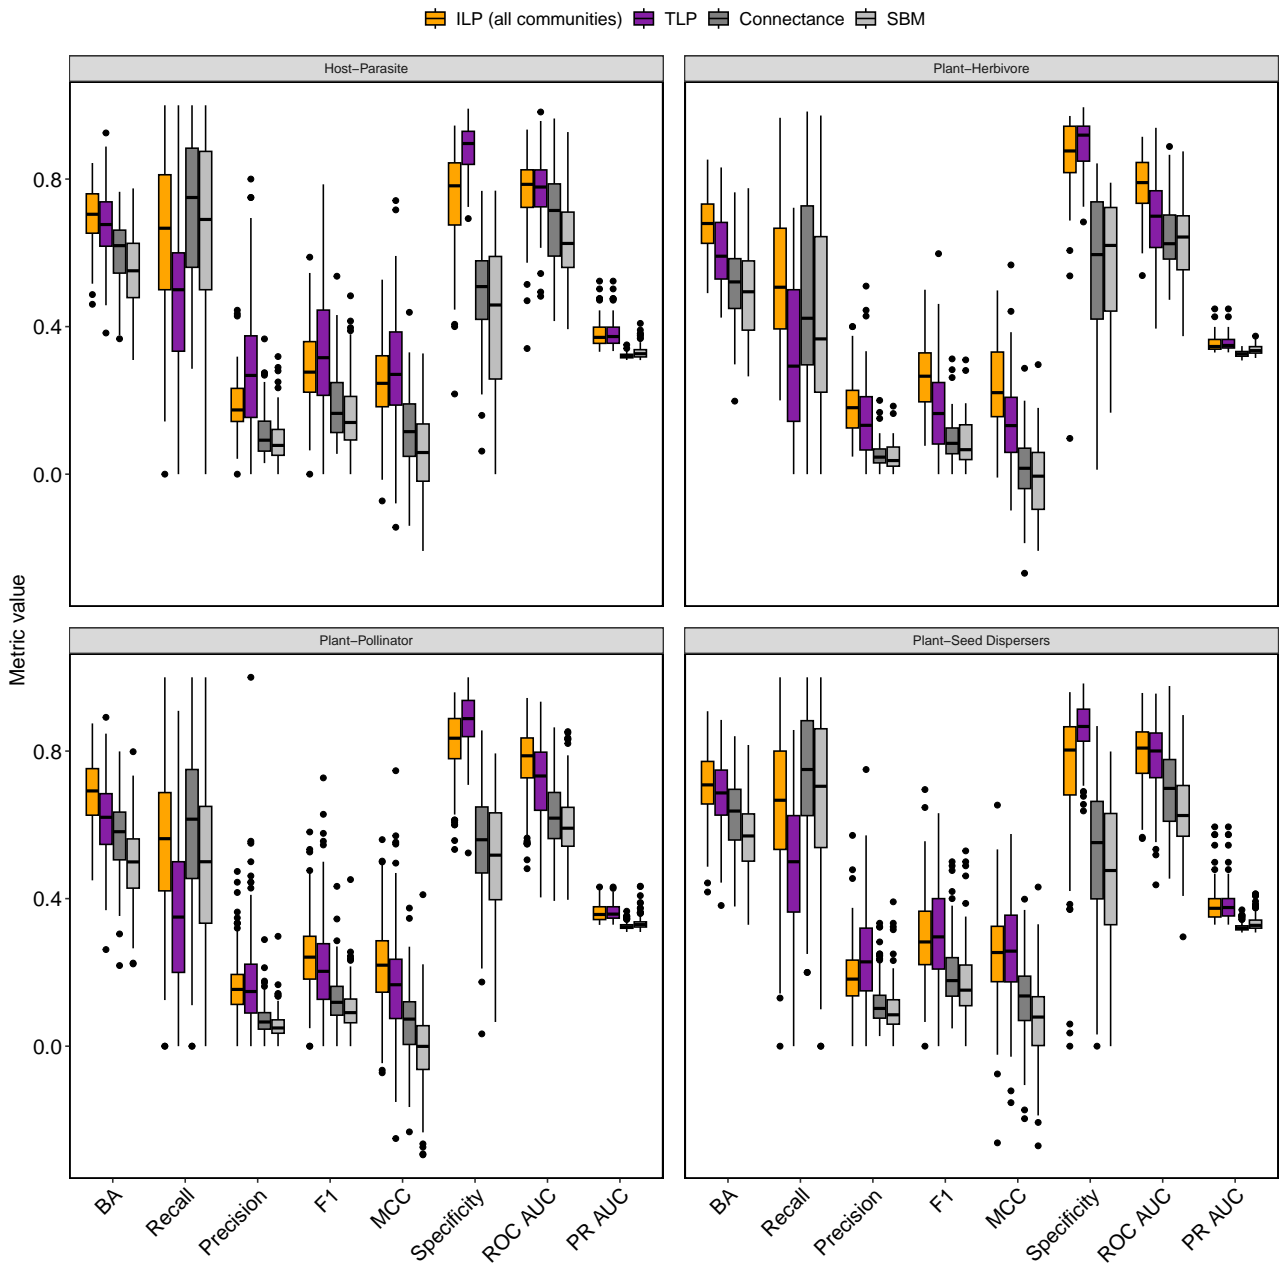 ILP (all communities) TLP Connectance SBM
Host–Parasite
Plant–Herbivore
0.8
0.4
0.0
Metric value
Plant–Pollinator
Plant–Seed Dispersers
0.8
0.4
0.0
BA Recall Precision F1 MCC Specificity ROC AUC PR AUC
BA Recall Precision F1 MCC Specificity ROC AUC PR AUC